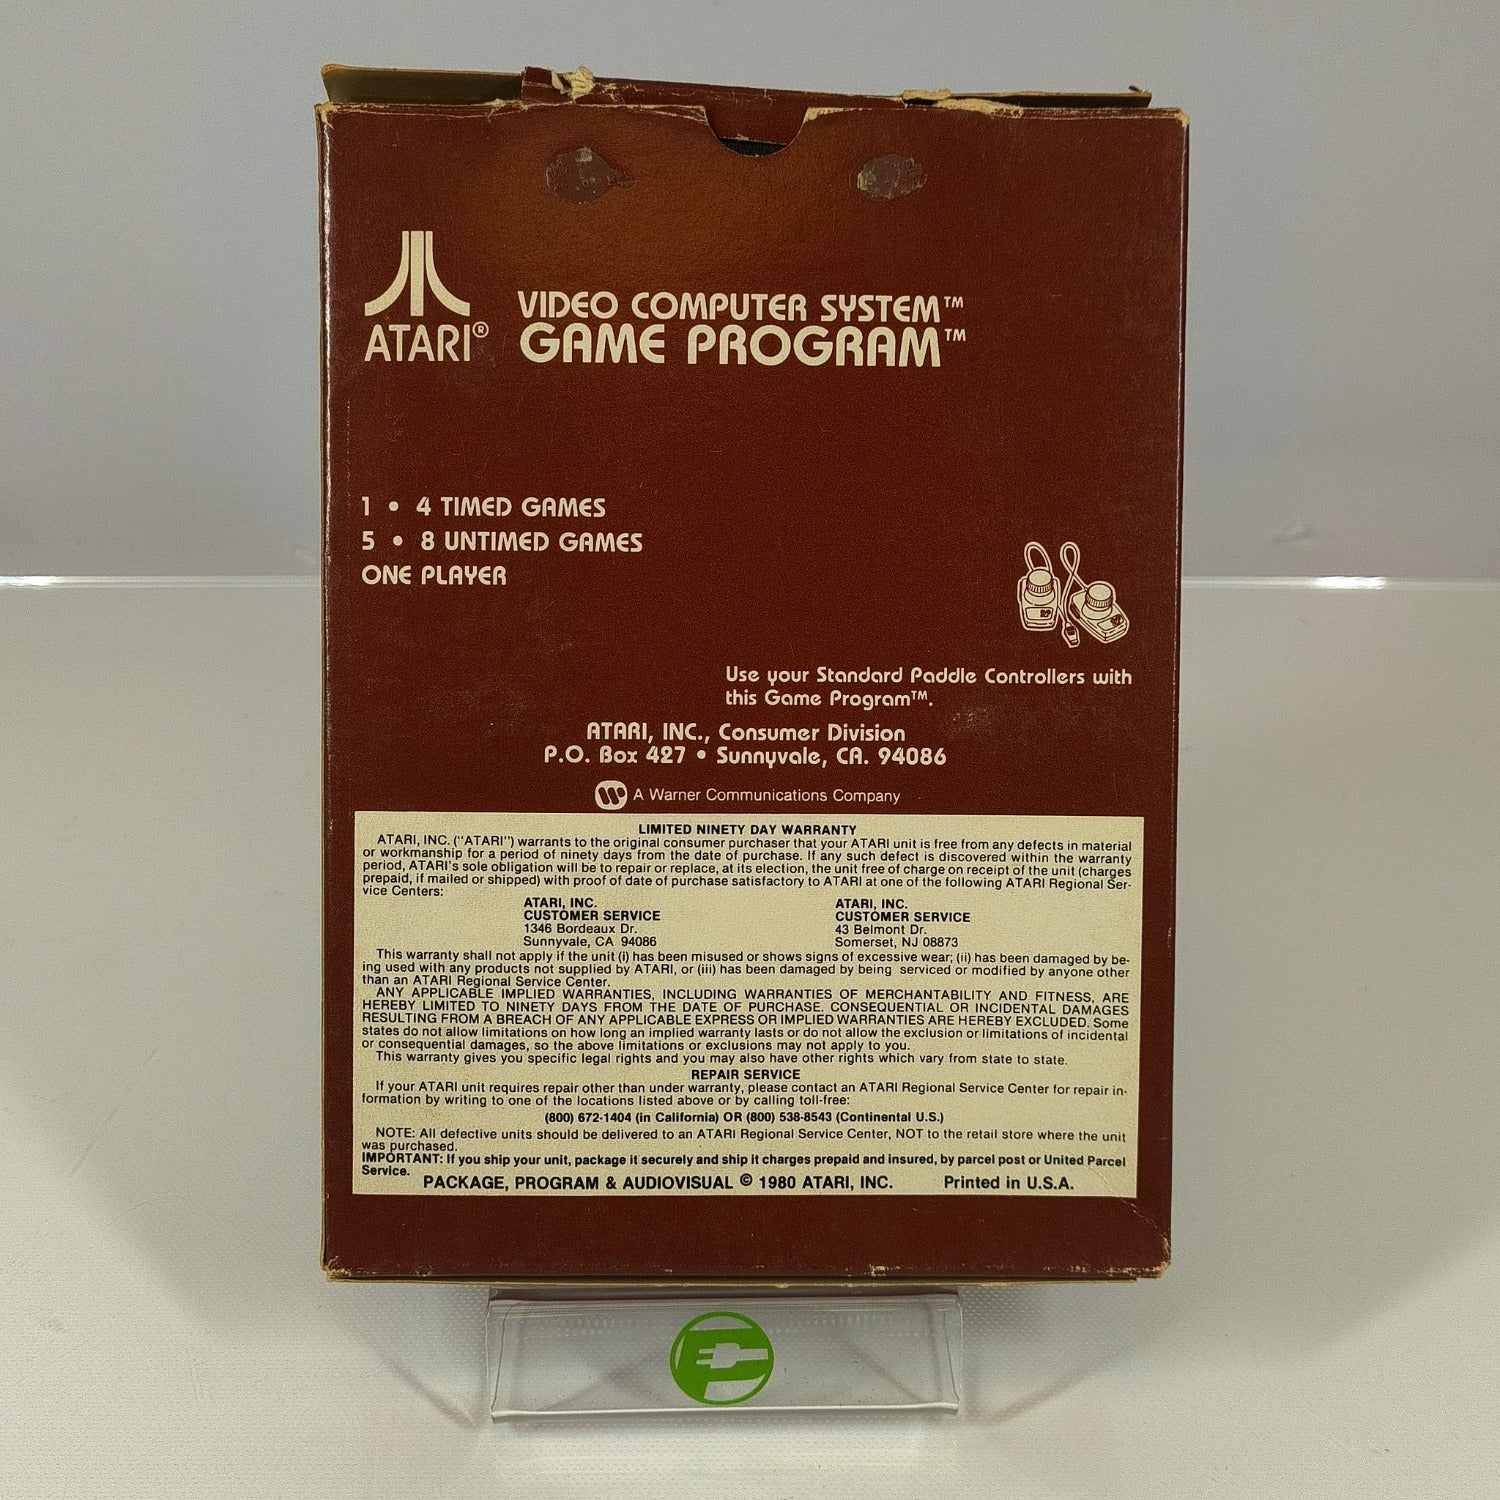 ATARI®
VIDEO COMPUTER SYSTEM™
GAME PROGRAM™
1 • 4 TIMED GAMES
5 • 8 UNTIMED GAMES
ONE PLAYER
Use your Standard Paddle Controllers with
this Game Program™.
ATARI, INC., Consumer Division
P.O. Box 427 • Sunnyvale, CA. 94086
A Warner Communications Company
LIMITED NINETY DAY WARRANTY
ATARI, INC. ("ATARI") warrants to the original consumer purchaser that your ATARI unit is free from any defects in material
or workmanship for a period of ninety days from the date of purchase. If any such defect is discovered within the warranty
period, ATARI's sole obligation will be to repair or replace, at its election, the unit free of charge on receipt of the unit (charges
prepaid, if mailed or shipped) with proof of date of purchase satisfactory to ATARI at one of the following ATARI Regional Ser-
vice Centers:
ATARI, INC.
CUSTOMER SERVICE
1346 Bordeaux Dr.
Sunnyvale, CA 94086
ATARI, INC.
CUSTOMER SERVICE
43 Belmont Dr.
Somerset, NJ 08873
This warranty shall not apply if the unit (i) has been misused or shows signs of excessive wear; (ii) has been damaged by be-
ing used with any products not supplied by ATARI, or (iii) has been damaged by being serviced or modified by anyone other
than an ATARI Regional Service Center.
ANY APPLICABLE IMPLIED WARRANTIES, INCLUDING WARRANTIES OF MERCHANTABILITY AND FITNESS, ARE
HEREBY LIMITED TO NINETY DAYS FROM THE DATE OF PURCHASE. CONSEQUENTIAL OR INCIDENTAL DAMAGES
RESULTING FROM A BREACH OF ANY APPLICABLE EXPRESS OR IMPLIED WARRANTIES ARE HEREBY EXCLUDED. Some
states do not allow limitations on how long an implied warranty lasts or do not allow the exclusion or limitations of incidental
or consequential damages, so the above limitations or exclusions may not apply to you.
This warranty gives you specific legal rights and you may also have other rights which vary from state to state.
REPAIR SERVICE
If your ATARI unit requires repair other than under warranty, please contact an ATARI Regional Service Center for repair in-
formation by writing to one of the locations listed above or by calling toll-free:
(800) 672-1404 (in California) OR (800) 538-8543 (Continental U.S.)
NOTE: All defective units should be delivered to an ATARI Regional Service Center, NOT to the retail store where the unit
was purchased.
IMPORTANT: If you ship your unit, package it securely and ship it charges prepaid and insured, by parcel post or United Parcel
Service.
PACKAGE, PROGRAM & AUDIOVISUAL © 1980 ATARI, INC. Printed in U.S.A.